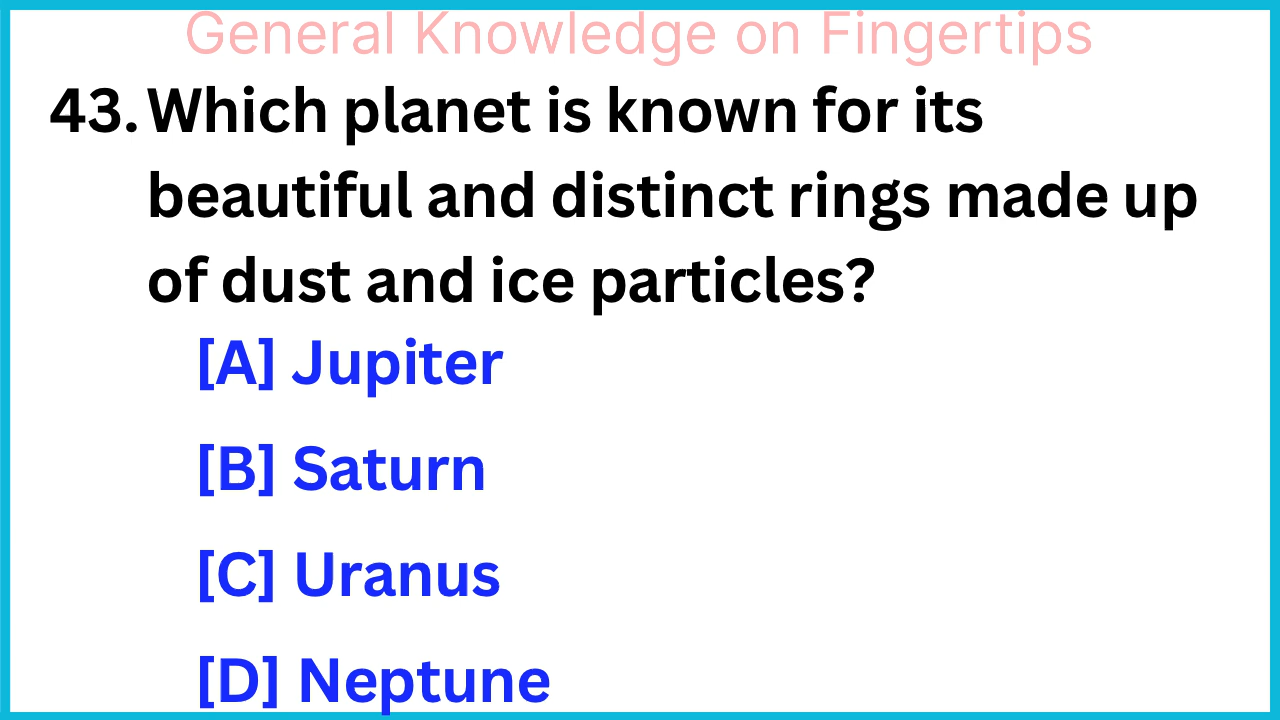 General Knowledge on Fingertips
43. Which planet is known for its
beautiful and distinct rings made up
of dust and ice particles?
[A] Jupiter
[B] Saturn
[C] Uranus
[D] Neptune